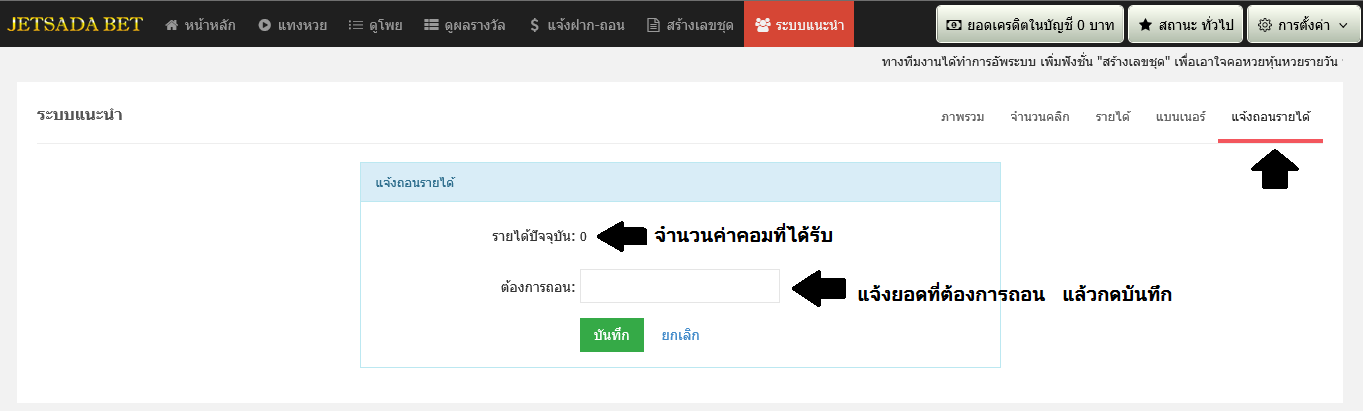 JETSADA BET หน้าหลัก แทงหวย ดูโพย ดูผลรางวัล $ แจ้งฝาก-ถอน สร้างเลขชุด ระบบแนะนำ ยอดเครดิตในบัญชี 0 บาท สถานะ ทั่วไป การตั้งค่า
ทางทีมงานได้ทำการอัพระบบ เพิ่มฟังชั่น "สร้างเลขชุด" เพื่อเอาใจคอหวยหุ้นหวยรายวัน
ระบบแนะนำ ภาพรวม จำนวนคลิก รายได้ แบนเนอร์ แจ้งถอนรายได้
แจ้งถอนรายได้
รายได้ปัจจุบัน: 0 จำนวนค่าคอมที่ได้รับ
ต้องการถอน: แจ้งยอดที่ต้องการถอน แล้วกดบันทึก
บันทึก ยกเลิก